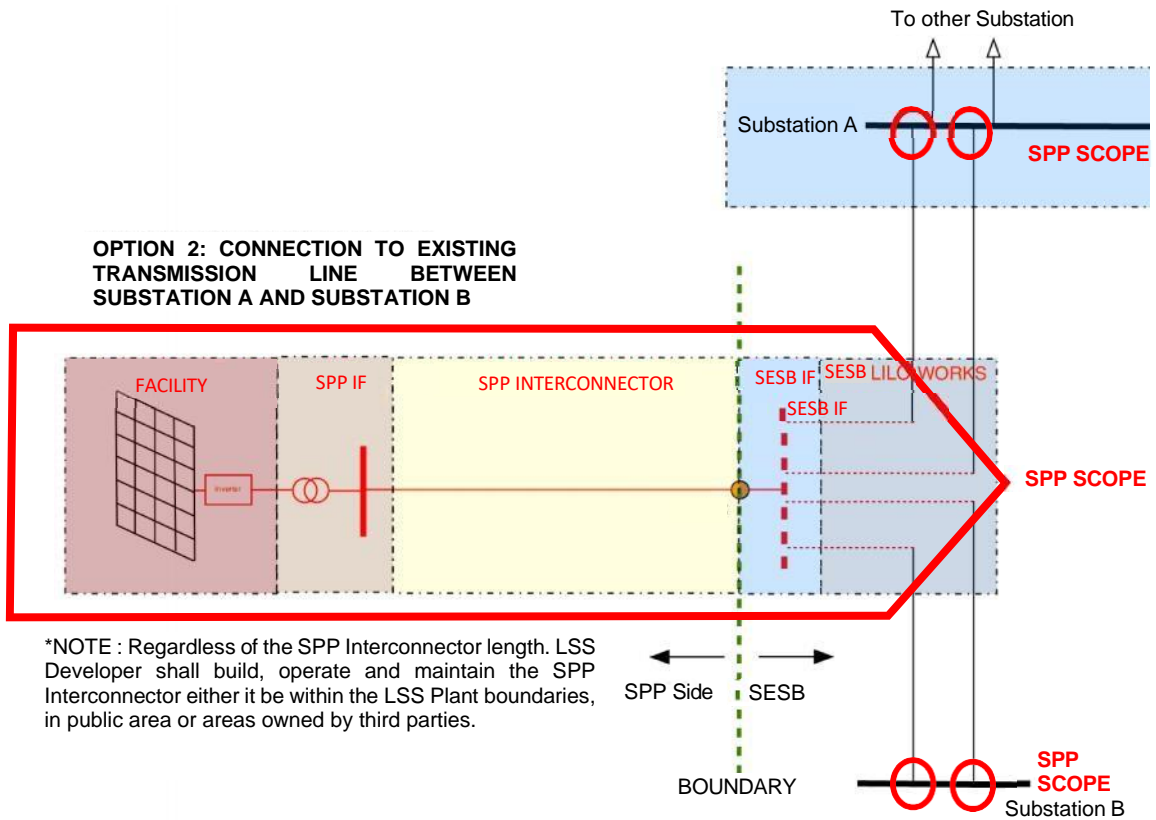 To other Substation
Substation A
SPP SCOPE
OPTION 2: CONNECTION TO EXISTING
TRANSMISSION LINE BETWEEN
SUBSTATION A AND SUBSTATION B
FACILITY
SPP IF
SPP INTERCONNECTOR
SESB IF
SESB LILO WORKS
SESB IF
SPP SCOPE
*NOTE : Regardless of the SPP Interconnector length. LSS
Developer shall build, operate and maintain the SPP
Interconnector either it be within the LSS Plant boundaries,
in public area or areas owned by third parties.
SPP Side
SESB
BOUNDARY
SPP
SCOPE
Substation B